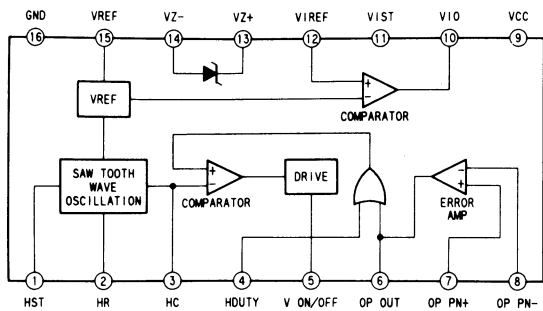 GND VREF VZ- VZ+ VIREF VIST VIO VCC
16 15 14 13 12 11 10 9
VREF
+
-
COMPARATOR
SAW TOOTH
WAVE
OSCILLATION
+
-
COMPARATOR
DRIVE
-
+
ERROR
AMP
1 2 3 4 5 6 7 8
HST HR HC HDUTY V ON/OFF OP OUT OP PN+ OP PN-